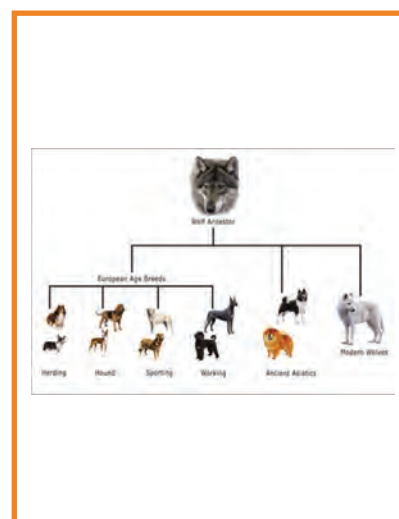 Wolf Ancestor
European Age Breeds
Herding
Hound
Sporting
Working
Ancient Asiatics
Modern Wolves